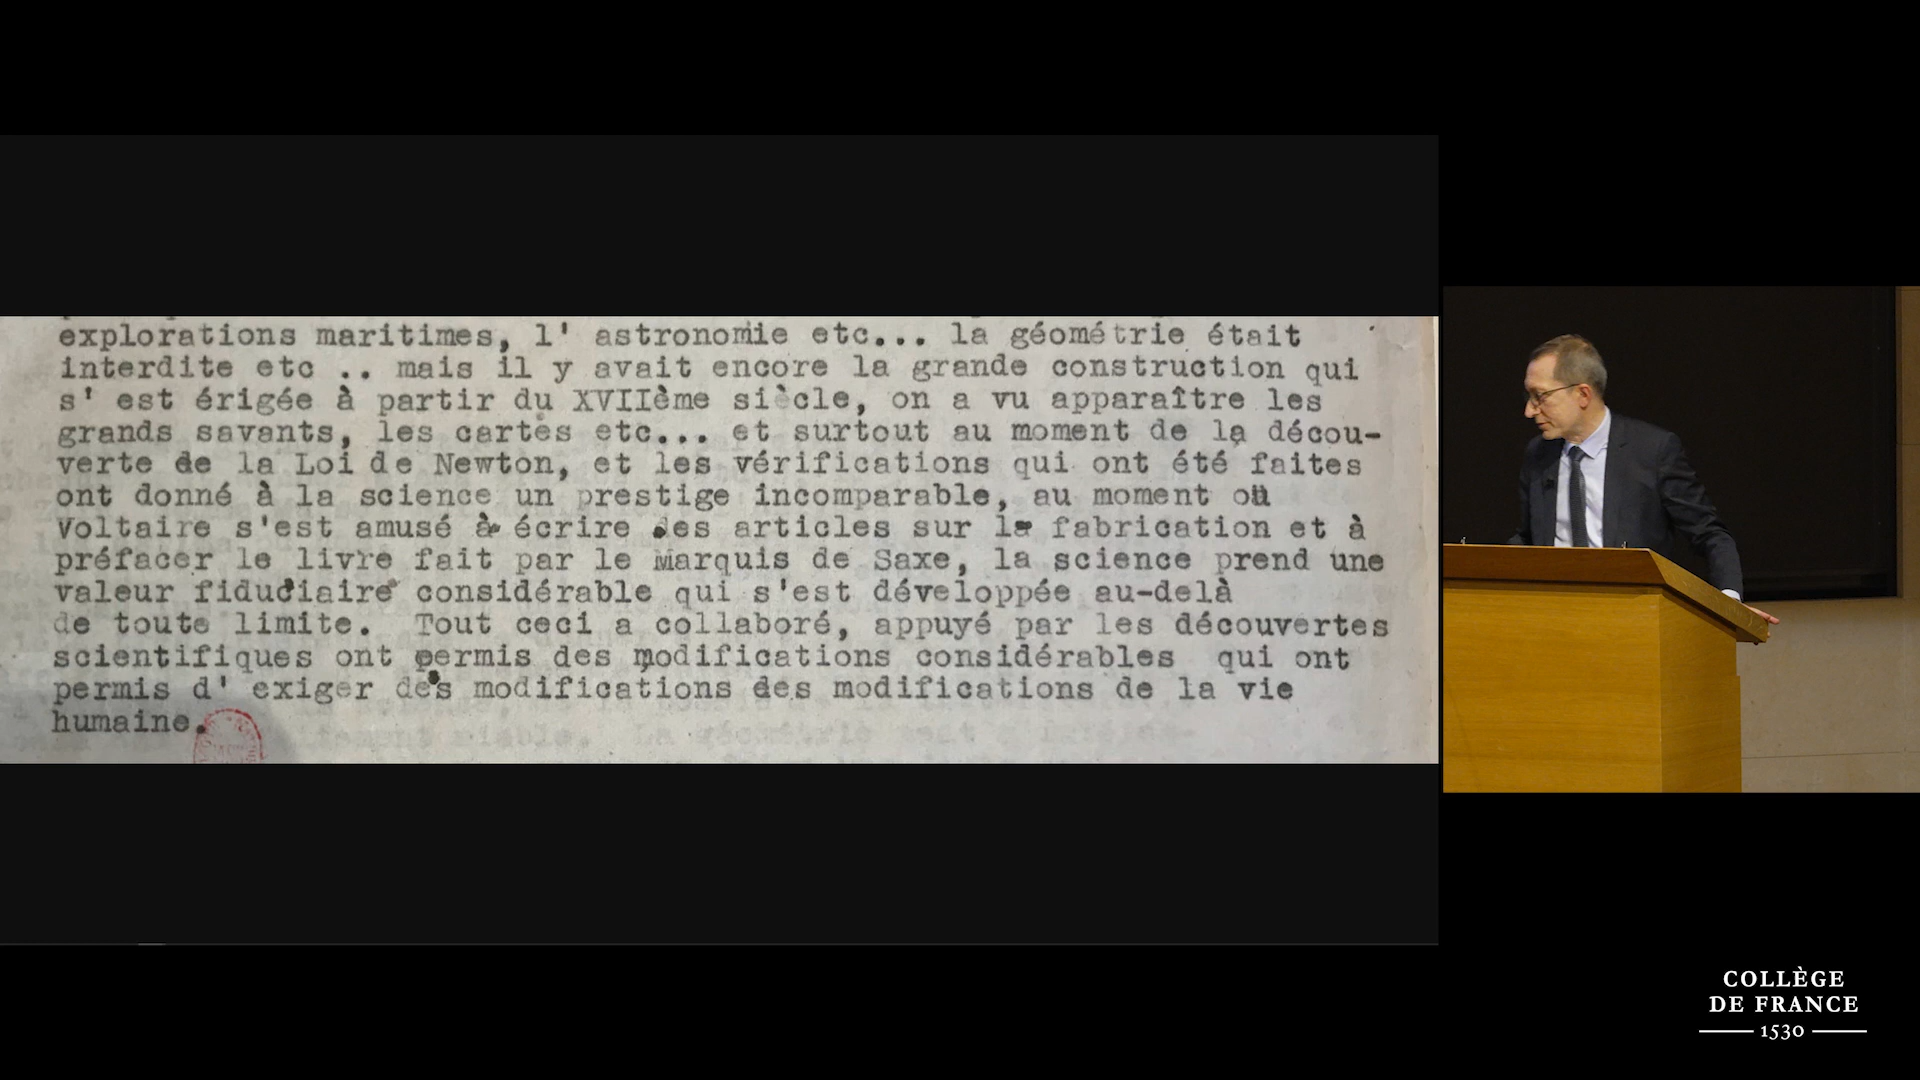 explorations maritimes, l' astronomie etc... la géométrie était
interdite etc .. mais il y avait encore la grande construction qui
s' est érigée à partir du XVIIème siècle, on a vu apparaître les
grands savants, les cartes etc... et surtout au moment de la décou-
verte de la Loi de Newton, et les vérifications qui ont été faites
ont donné à la science un prestige incomparable, au moment où
Voltaire s'est amusé à écrire des articles sur la fabrication et à
préfacer le livre fait par le Marquis de Saxe, la science prend une
valeur fiduciaire considérable qui s'est développée au-delà
de toute limite. Tout ceci a collaboré, appuyé par les découvertes
scientifiques ont permis des modifications considérables qui ont
permis d' exiger des modifications des modifications de la vie
humaine.
COLLÈGE
DE FRANCE
1530